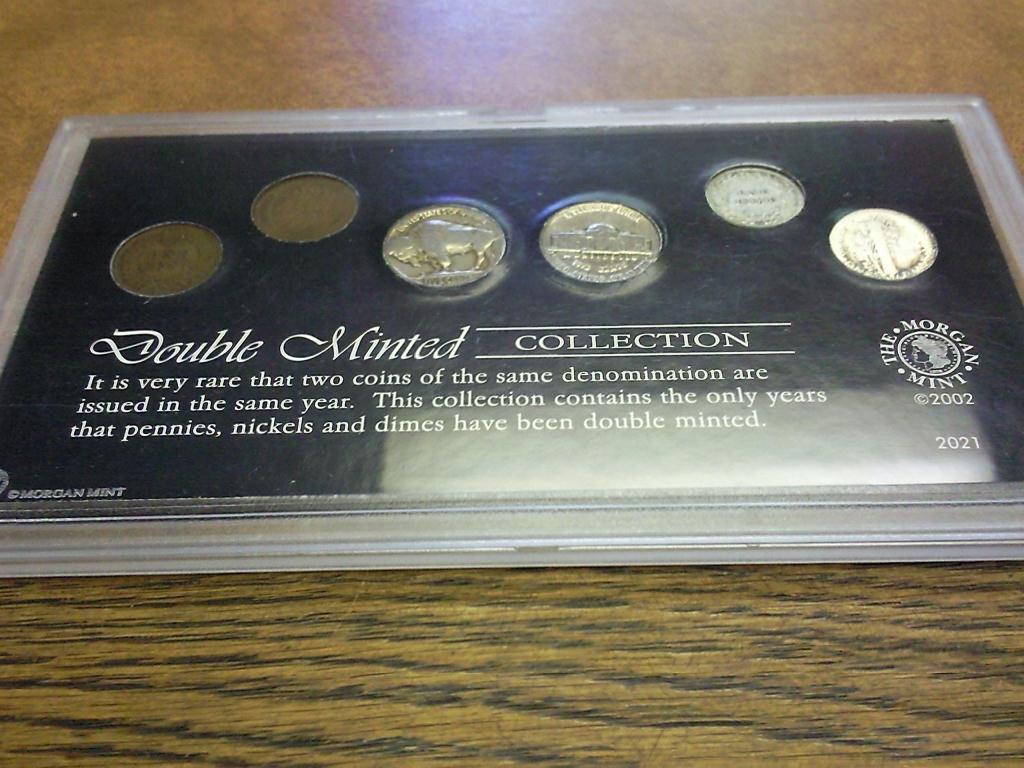 Double Minted COLLECTION
It is very rare that two coins of the same denomination are
issued in the same year. This collection contains the only years
that pennies, nickels and dimes have been double minted.
THE MORGAN MINT
©2002
2021
©MORGAN MINT